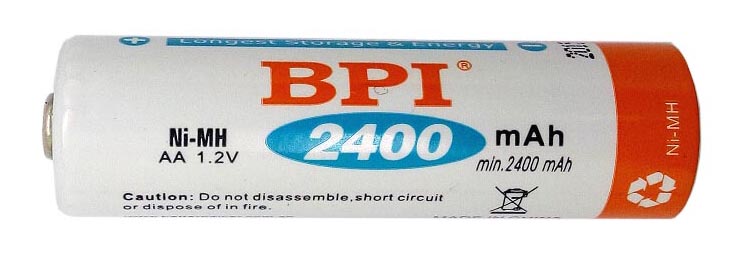 Longest Storage & Energy
BPI®
Ni-MH
AA 1.2V
2400 mAh
min.2400 mAh
Caution: Do not disassemble,short circuit
or dispose of in fire.
Ni-MH